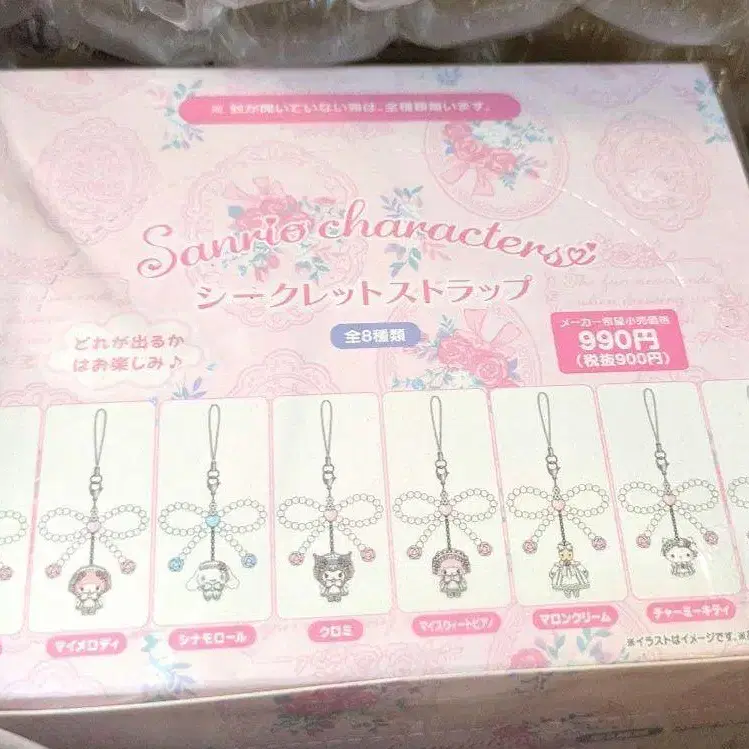 ※ 封が開いていない際は、全種類揃います。
Sanrio characters
シークレットストラップ
全8種類
どれが出るか
はお楽しみ♪
メーカー希望小売価格
990円
(税抜900円)
マイメロディ
シナモロール
クロミ
マイスウィートピアノ
マロンクリーム
チャーミーキティ
※イラストはイメージです。